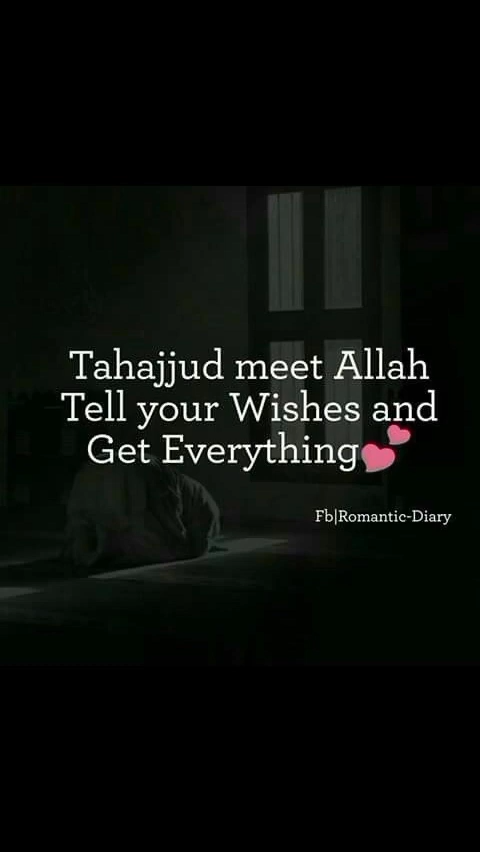 Tahajjud meet Allah
Tell your Wishes and
Get Everything💕
Fb|Romantic-Diary